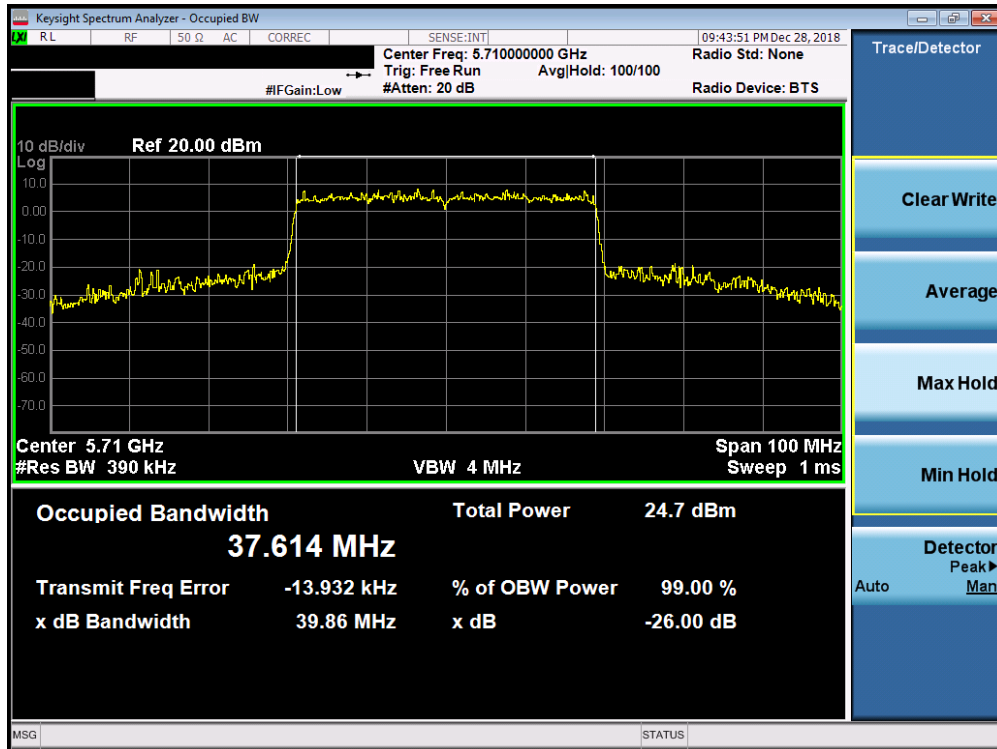 Keysight Spectrum Analyzer - Occupied BW
LXI RL RF 50 Ω AC CORREC SENSE:INT 09:43:51 PM Dec 28, 2018
Center Freq: 5.710000000 GHz Radio Std: None
Trig: Free Run Avg|Hold: 100/100
#IFGain:Low #Atten: 20 dB Radio Device: BTS
10 dB/div Ref 20.00 dBm
Log
10.0
0.00
-10.0
-20.0
-30.0
-40.0
-50.0
-60.0
-70.0
Center 5.71 GHz Span 100 MHz
#Res BW 390 kHz VBW 4 MHz Sweep 1 ms
Occupied Bandwidth Total Power 24.7 dBm
37.614 MHz
Transmit Freq Error -13.932 kHz % of OBW Power 99.00 %
x dB Bandwidth 39.86 MHz x dB -26.00 dB
MSG STATUS
Trace/Detector
Clear Write
Average
Max Hold
Min Hold
Detector
Peak▶
Auto Man